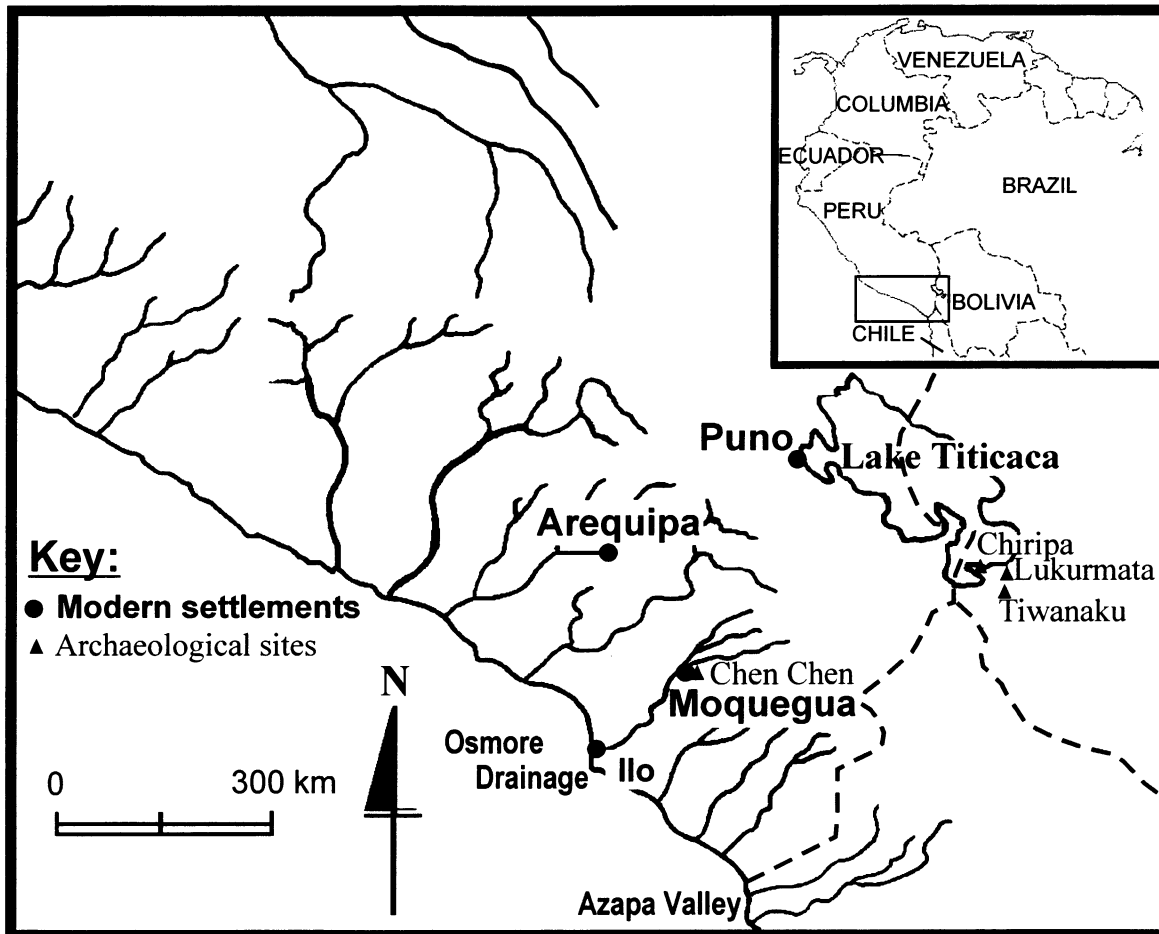 VENEZUELA
COLUMBIA
ECUADOR
BRAZIL
PERU
BOLIVIA
CHILE
Puno
Lake Titicaca
Arequipa
Chiripa
Lukurmata
Tiwanaku
Key:
Modern settlements
Archaeological sites
Chen Chen
Moquegua
N
Osmore
Drainage
Ilo
0 300 km
Azapa Valley